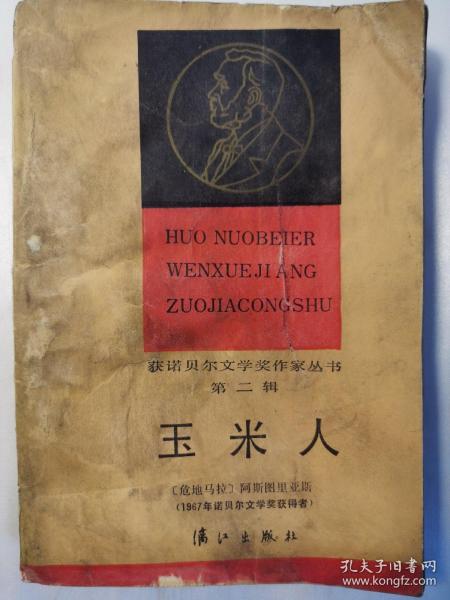 HUO NUOBEIER
WENXUEJIANG
ZUOJIACONGSHU
获诺贝尔文学奖作家丛书
第二辑
玉米人
〔危地马拉〕阿斯图里亚斯
(1967年诺贝尔文学奖获得者)
漓江出版社
孔夫子旧书网
www.kongfz.com